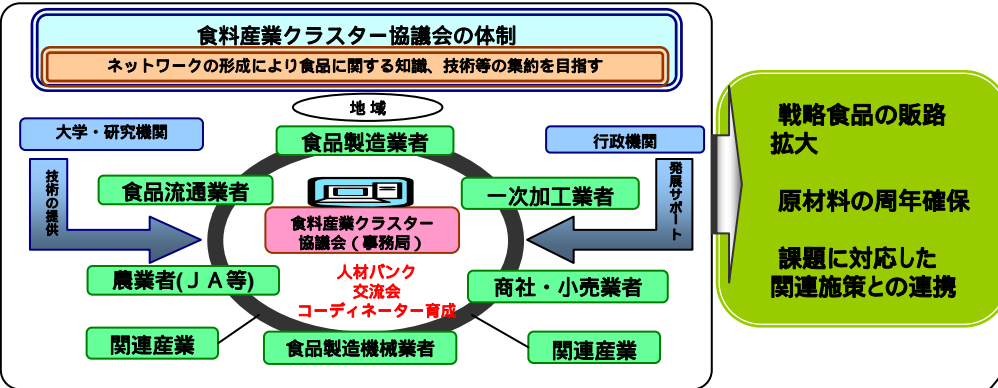 食料産業クラスター協議会の体制
ネットワークの形成により食品に関する知識、技術等の集約を目指す
地 域
大学・研究機関
食品製造業者
行政機関
技術の提供
食品流通業者
一次加工業者
発展サポート
食料産業クラスター
協議会（事務局）
農業者(ＪＡ等)
人材バンク
交流会
コーディネーター育成
商社・小売業者
関連産業
食品製造機械業者
関連産業
戦略食品の販路
拡大
原材料の周年確保
課題に対応した
関連施策との連携